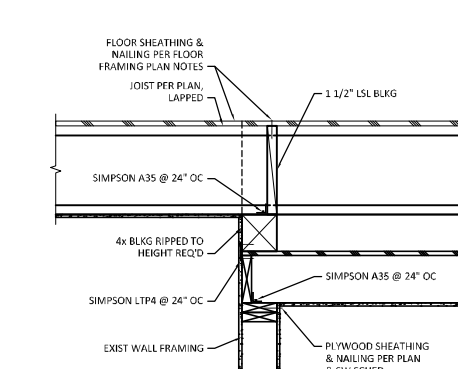 FLOOR SHEATHING &
NAILING PER FLOOR
FRAMING PLAN NOTES
JOIST PER PLAN,
LAPPED
1 1/2" LSL BLKG
SIMPSON A35 @ 24" OC
4x BLKG RIPPED TO
HEIGHT REQ'D
SIMPSON A35 @ 24" OC
SIMPSON LTP4 @ 24" OC
EXIST WALL FRAMING
PLYWOOD SHEATHING
& NAILING PER PLAN
& SW SCHED